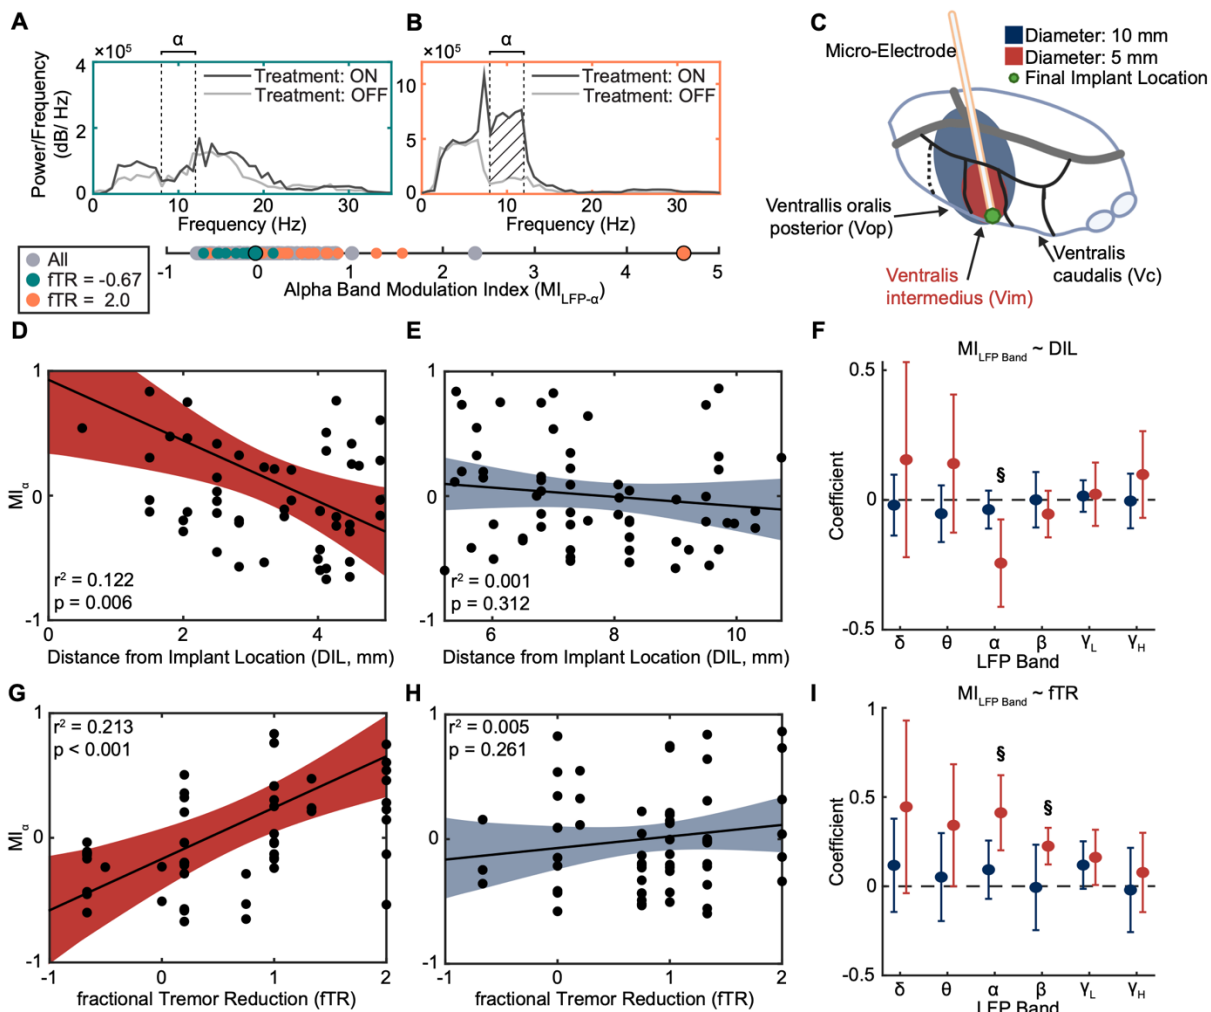 A
×10⁵
α
4
2
0
Power/Frequency
(dB/ Hz)
Treatment: ON
Treatment: OFF
0 10 20 30
Frequency (Hz)
B
×10⁵
α
10
5
0
Treatment: ON
Treatment: OFF
0 10 20 30
Frequency (Hz)
All
fTR = -0.67
fTR = 2.0
-1 0 1 2 3 4 5
Alpha Band Modulation Index (MI LFP-α)
C
Micro-Electrode
Diameter: 10 mm
Diameter: 5 mm
Final Implant Location
Ventrallis oralis
posterior (Vop)
Ventralis
intermedius (Vim)
Ventralis
caudalis (Vc)
D
1
0
-1
MIα
r² = 0.122
p = 0.006
0 2 4
Distance from Implant Location (DIL, mm)
E
1
0
-1
r² = 0.001
p = 0.312
6 8 10
Distance from Implant Location (DIL, mm)
F
MI LFP Band ~ DIL
0.5
0
-0.5
Coefficient
§
δ θ α β γL γH
LFP Band
G
1
0
-1
MIα
r² = 0.213
p < 0.001
-1 0 1 2
fractional Tremor Reduction (fTR)
H
1
0
-1
r² = 0.005
p = 0.261
-1 0 1 2
fractional Tremor Reduction (fTR)
I
MI LFP Band ~ fTR
1
0.5
0
-0.5
Coefficient
§
§
δ θ α β γL γH
LFP Band